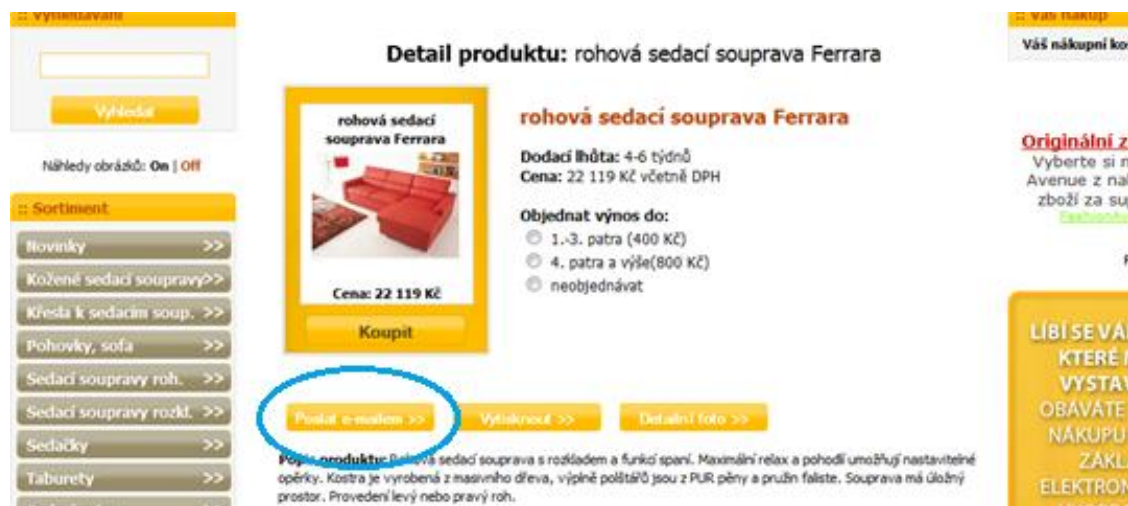 :: Vyhledávání
Vyhledat
Náhledy obrázků: On | Off
:: Sortiment
Novinky >>
Kožené sedací soupravy>>
Křesla k sedacím soup. >>
Pohovky, sofa >>
Sedací soupravy roh. >>
Sedací soupravy rozkl. >>
Sedačky >>
Taburety >>
Detail produktu: rohová sedací souprava Ferrara
rohová sedací
souprava Ferrara
Cena: 22 119 Kč
Koupit
rohová sedací souprava Ferrara
Dodací lhůta: 4-6 týdnů
Cena: 22 119 Kč včetně DPH
Objednat výnos do:
1.-3. patra (400 Kč)
4. patra a výše(800 Kč)
neobjednávat
Poslat e-mailem >>
Vytisknout >>
Detailní foto >>
Popis produktu: Rohová sedací souprava s rozkladem a funkcí spaní. Maximální relax a pohodlí umožňují nastavitelné
opěrky. Kostra je vyrobená z masivního dřeva, výplně polštářů jsou z PUR pěny a pružin faliste. Souprava má úložný
prostor. Provedení levý nebo pravý roh.
:: Váš nákup
Váš nákupní ko
Originální z
Vyberte si
Avenue z
zboží za
LÍBÍ SE
KTERÉ
VYSTA
OBÁVÁTE
NÁKUPU
ZÁKL
ELEKTRON